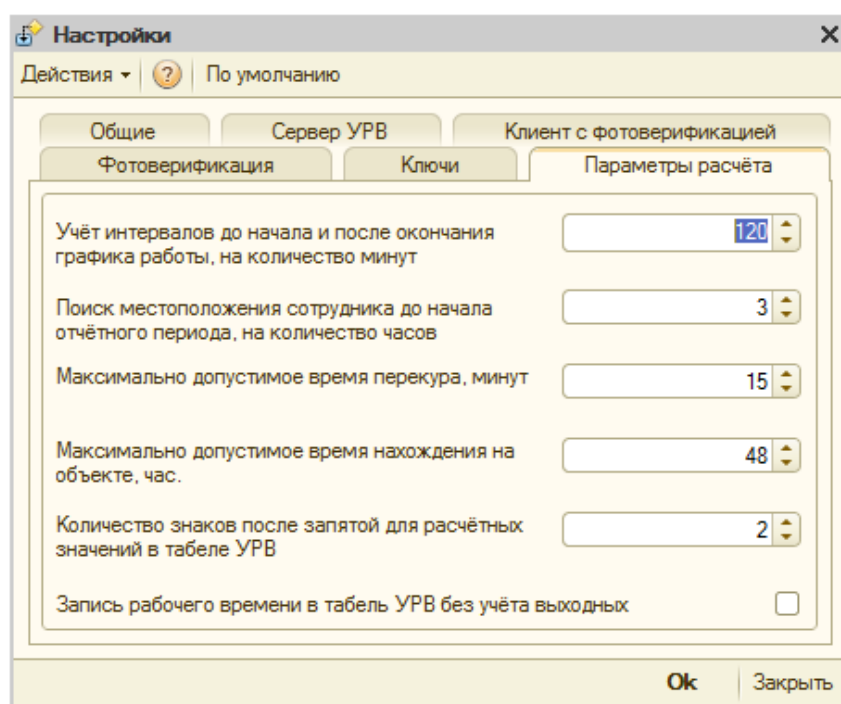 Настройки
Действия
По умолчанию
Общие
Сервер УРВ
Клиент с фотоверификацией
Фотоверификация
Ключи
Параметры расчёта
Учёт интервалов до начала и после окончания
графика работы, на количество минут
120
Поиск местоположения сотрудника до начала
отчётного периода, на количество часов
3
Максимально допустимое время перекура, минут
15
Максимально допустимое время нахождения на
объекте, час.
48
Количество знаков после запятой для расчётных
значений в табеле УРВ
2
Запись рабочего времени в табель УРВ без учёта выходных
Ok
Закрыть